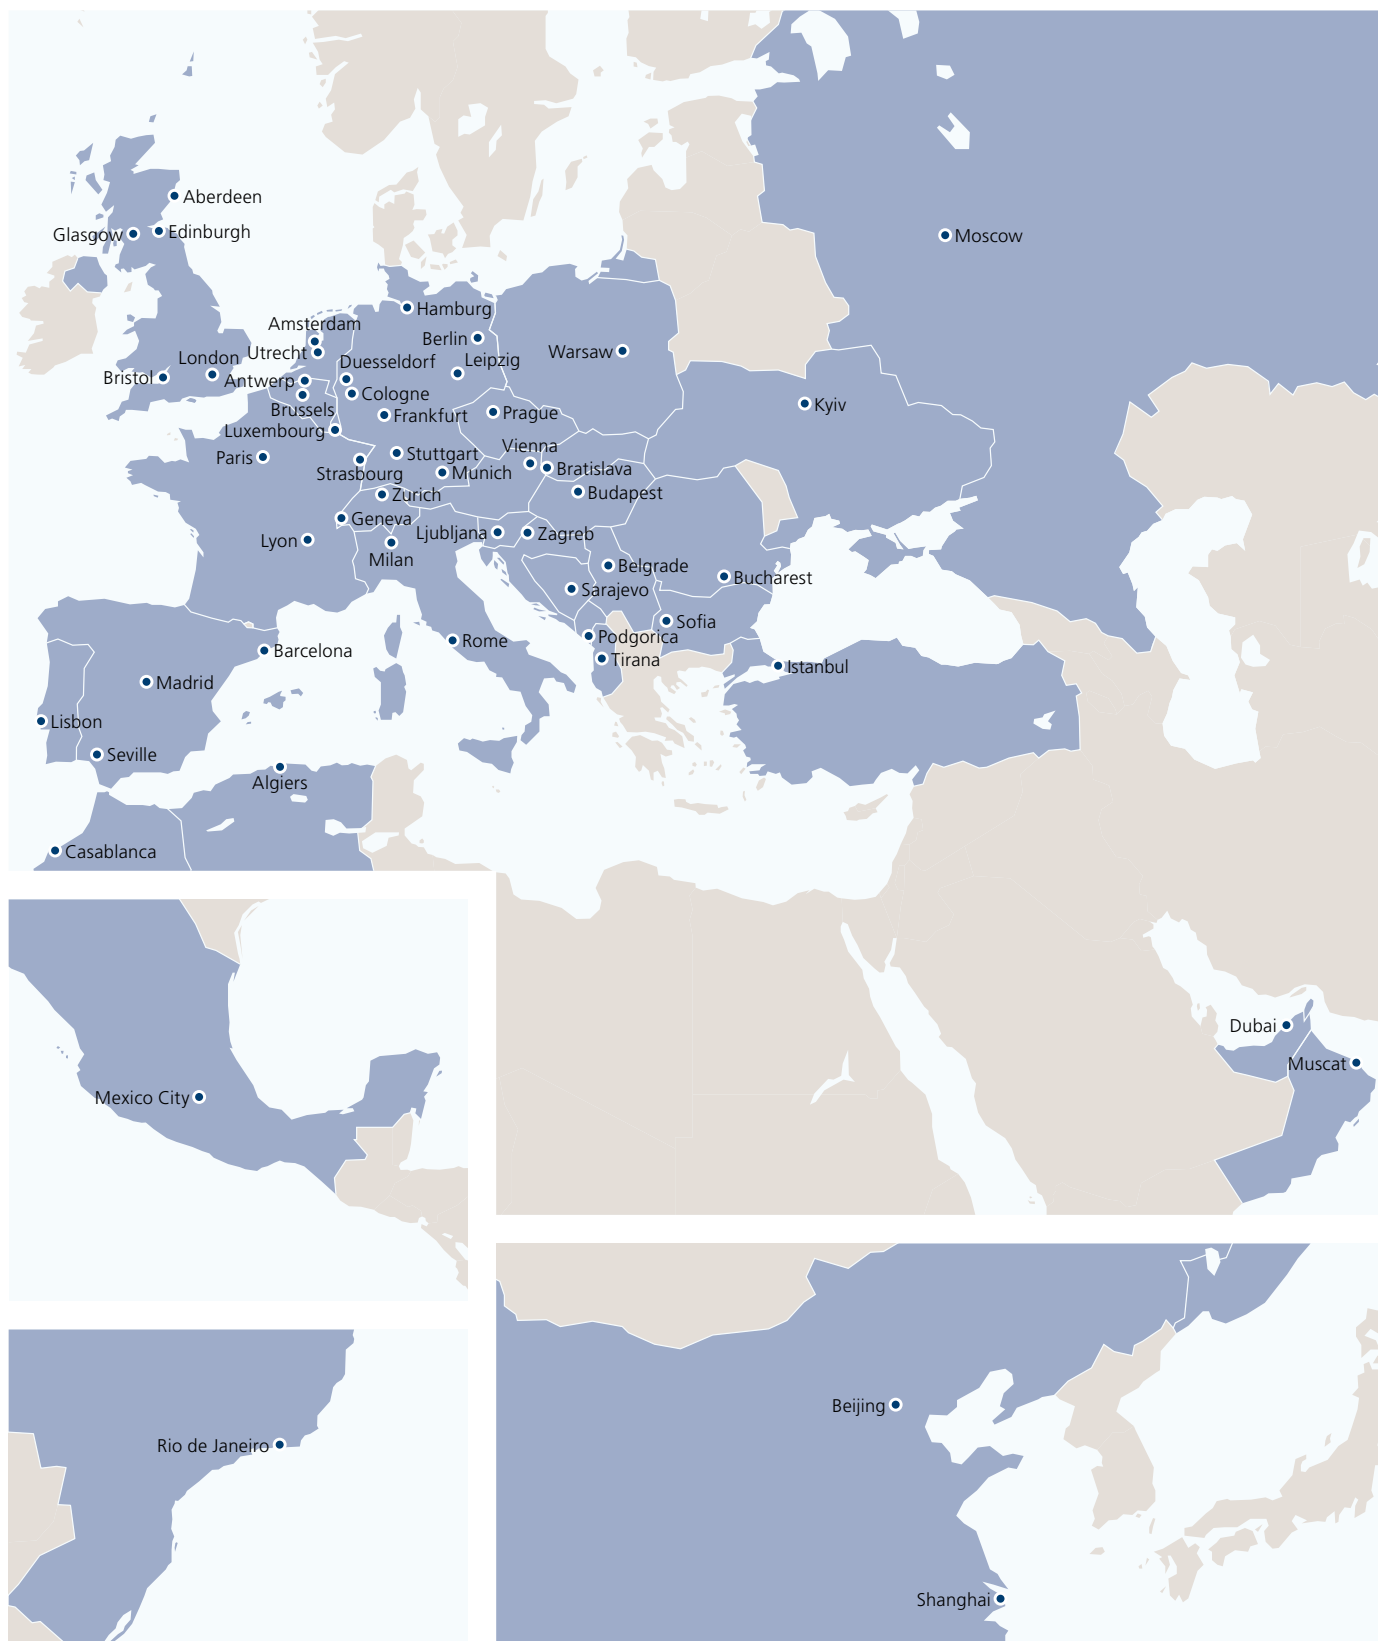 Aberdeen
Glasgow
Edinburgh
Moscow
Hamburg
Amsterdam
Berlin
Utrecht
Warsaw
London
Duesseldorf
Leipzig
Bristol
Antwerp
Cologne
Kyiv
Brussels
Frankfurt
Prague
Luxembourg
Paris
Stuttgart
Vienna
Strasbourg
Munich
Bratislava
Zurich
Budapest
Geneva
Lyon
Ljubljana
Zagreb
Milan
Belgrade
Bucharest
Sarajevo
Sofia
Rome
Podgorica
Barcelona
Tirana
Istanbul
Madrid
Lisbon
Seville
Algiers
Casablanca
Dubai
Muscat
Mexico City
Beijing
Rio de Janeiro
Shanghai